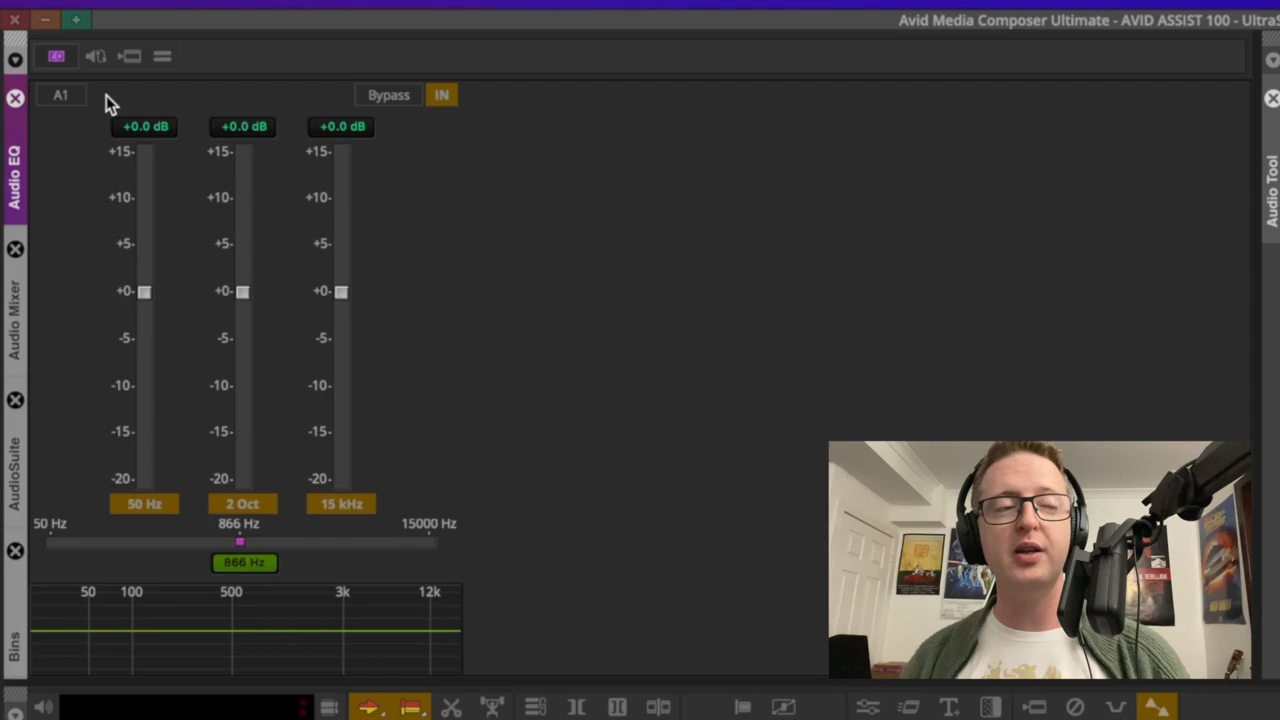 Avid Media Composer Ultimate - AVID ASSIST 100 - Ultra
EQ
A1
Bypass
IN
+0.0 dB +0.0 dB +0.0 dB
+15- +15- +15-
+10- +10- +10-
+5- +5- +5-
+0- +0- +0-
-5- -5- -5-
-10- -10- -10-
-15- -15- -15-
-20- -20- -20-
50 Hz 2 Oct 15 kHz
50 Hz 866 Hz 15000 Hz
866 Hz
50 100 500 3k 12k
Audio EQ
Audio Mixer
AudioSuite
Bins
Audio Tool